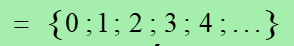 = {0 ;1; 2 ; 3 ; 4 ; …}